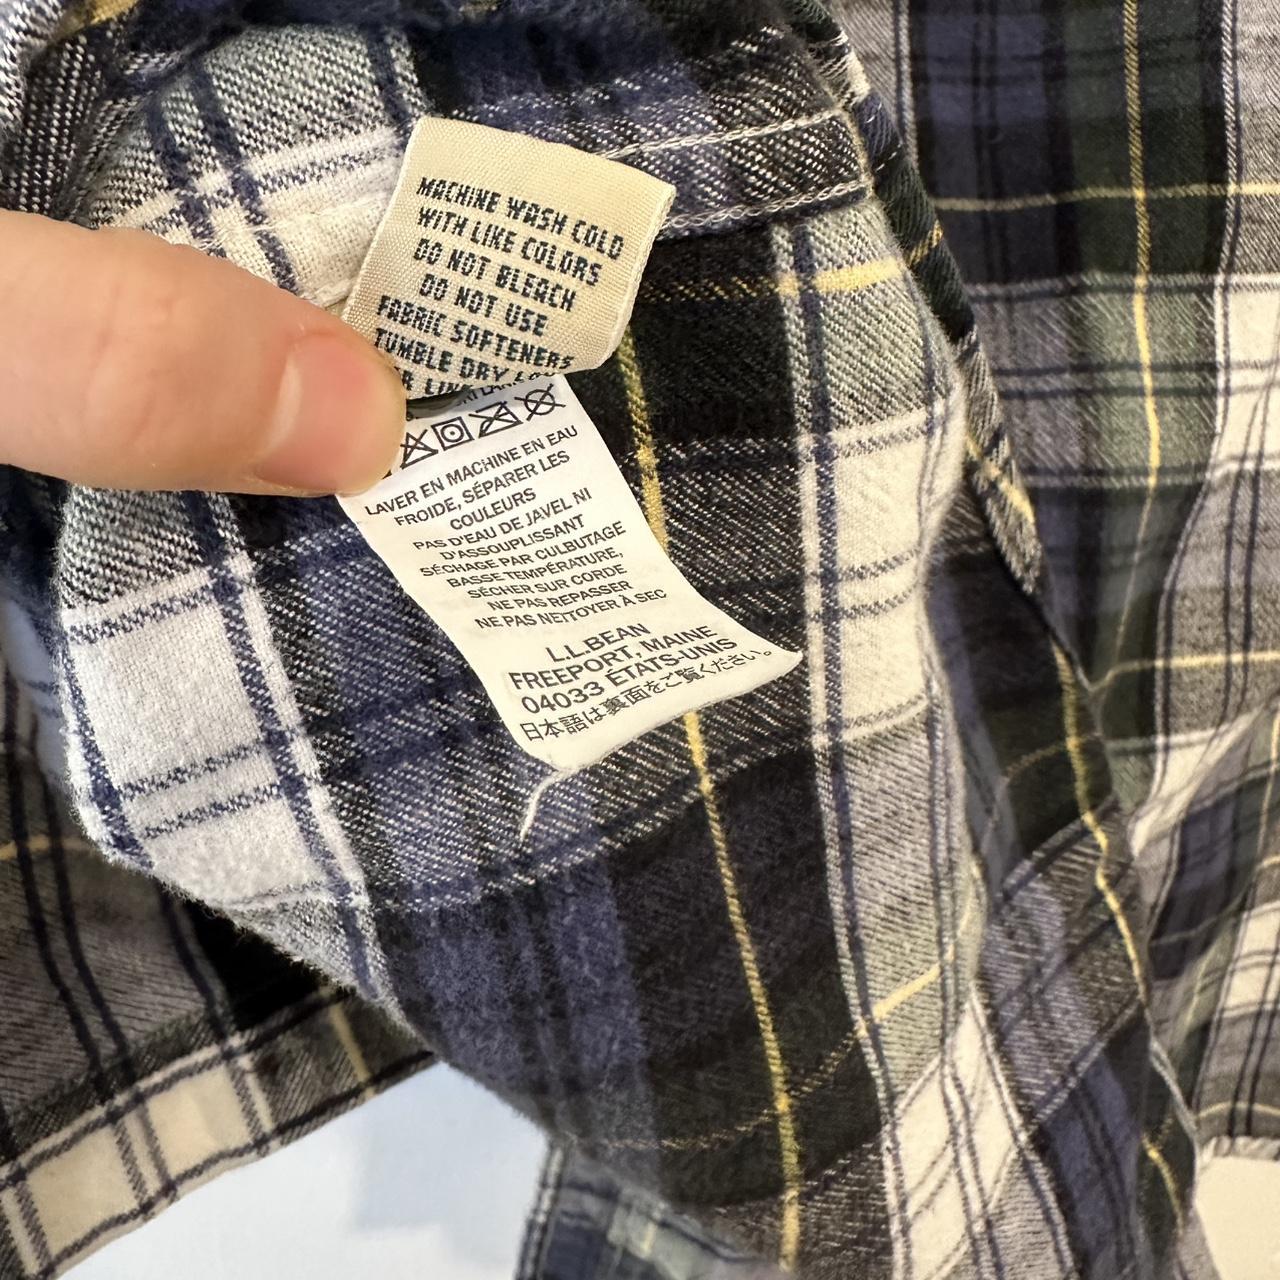 MACHINE WASH COLD
WITH LIKE COLORS
DO NOT BLEACH
DO NOT USE
FABRIC SOFTENERS
TUMBLE DRY
LAVER EN MACHINE EN EAU
FROIDE, SÉPARER LES
COULEURS
PAS D'EAU DE JAVEL NI
D'ASSOUPLISSANT
SÉCHAGE PAR CULBUTAGE
BASSE TEMPÉRATURE,
SÉCHER SUR CORDE
NE PAS REPASSER
NE PAS NETTOYER À SEC
L.L.BEAN
FREEPORT, MAINE
04033 ÉTATS-UNIS
日本語は裏面をご覧ください。